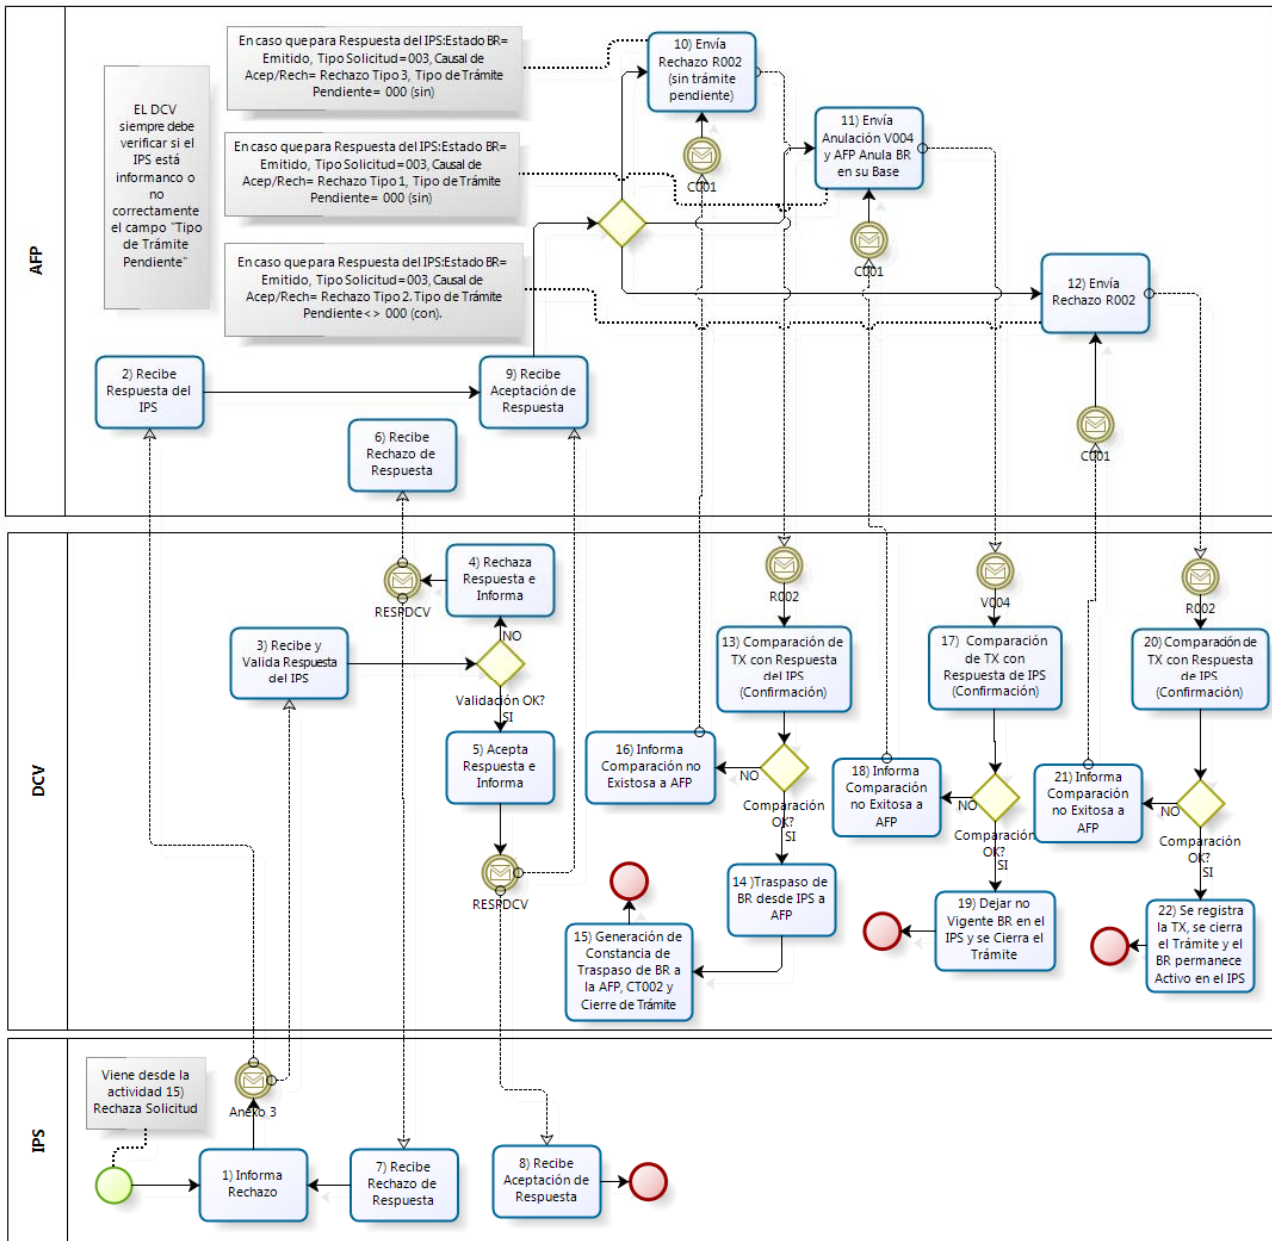 AFP
En caso que para Respuesta del IPS:Estado BR=
Emitido, Tipo Solicitud=003, Causal de
Acep/Rech= Rechazo Tipo 3, Tipo de Trámite
Pendiente= 000 (sin)
EL DCV
siempre debe
verificar si el
IPS está
informanco o
no
correctamente
el campo "Tipo
de Trámite
Pendiente"
En caso que para Respuesta del IPS:Estado BR=
Emitido, Tipo Solicitud=003, Causal de
Acep/Rech= Rechazo Tipo 1, Tipo de Trámite
Pendiente= 000 (sin)
En caso que para Respuesta del IPS:Estado BR=
Emitido, Tipo Solicitud=003, Causal de
Acep/Rech= Rechazo Tipo 2. Tipo de Trámite
Pendiente<> 000 (con).
10) Envía
Rechazo R002
(sin trámite
pendiente)
C001
11) Envía
Anulación V004
y AFP Anula BR
en su Base
C001
12) Envía
Rechazo R002
C001
2) Recibe
Respuesta del
IPS
9) Recibe
Aceptación de
Respuesta
6) Recibe
Rechazo de
Respuesta
DCV
4) Rechaza
Respuesta e
Informa
RESPDCV
NO
3) Recibe y
Valida Respuesta
del IPS
Validación OK?
SI
5) Acepta
Respuesta e
Informa
RESPDCV
R002
13) Comparación de
TX con Respuesta
del IPS
(Confirmación)
16) Informa
Comparación no
Existosa a AFP
NO
Comparación
OK?
SI
14 )Traspaso de
BR desde IPS a
AFP
15) Generación de
Constancia de
Traspaso de BR a
la AFP, CT002 y
Cierre de Trámite
V004
17) Comparación
de TX con
Respuesta de IPS
(Confirmación)
18) Informa
Comparación
no Exitosa a
AFP
NO
Comparación
OK?
SI
19) Dejar no
Vigente BR en el
IPS y se Cierra el
Trámite
R002
20) Comparación de
TX con Respuesta
de IPS
(Confirmación)
21) Informa
Comparación
no Exitosa a
AFP
NO
Comparación
OK?
SI
22) Se registra
la TX, se cierra
el Trámite y el
BR permanece
Activo en el IPS
IPS
Viene desde la
actividad 15)
Rechaza Solicitud
Anexo 3
1) Informa
Rechazo
7) Recibe
Rechazo de
Respuesta
8) Recibe
Aceptación de
Respuesta